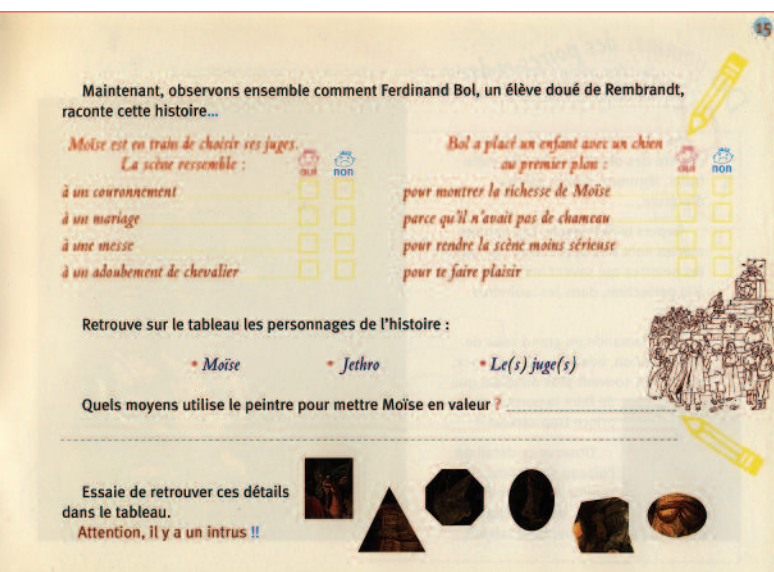 15
Maintenant, observons ensemble comment Ferdinand Bol, un élève doué de Rembrandt,
raconte cette histoire...
Moïse est en train de choisir ses juges.
La scène ressemble :
oui non
à un couronnement
à un mariage
à une messe
à un adoubement de chevalier
Bol a placé un enfant avec un chien
au premier plan :
oui non
pour montrer la richesse de Moïse
parce qu'il n'avait pas de chameau
pour rendre la scène moins sérieuse
pour te faire plaisir
Retrouve sur le tableau les personnages de l'histoire :
• Moïse • Jethro • Le(s) juge(s)
Quels moyens utilise le peintre pour mettre Moïse en valeur ?
Essaie de retrouver ces détails
dans le tableau.
Attention, il y a un intrus !!